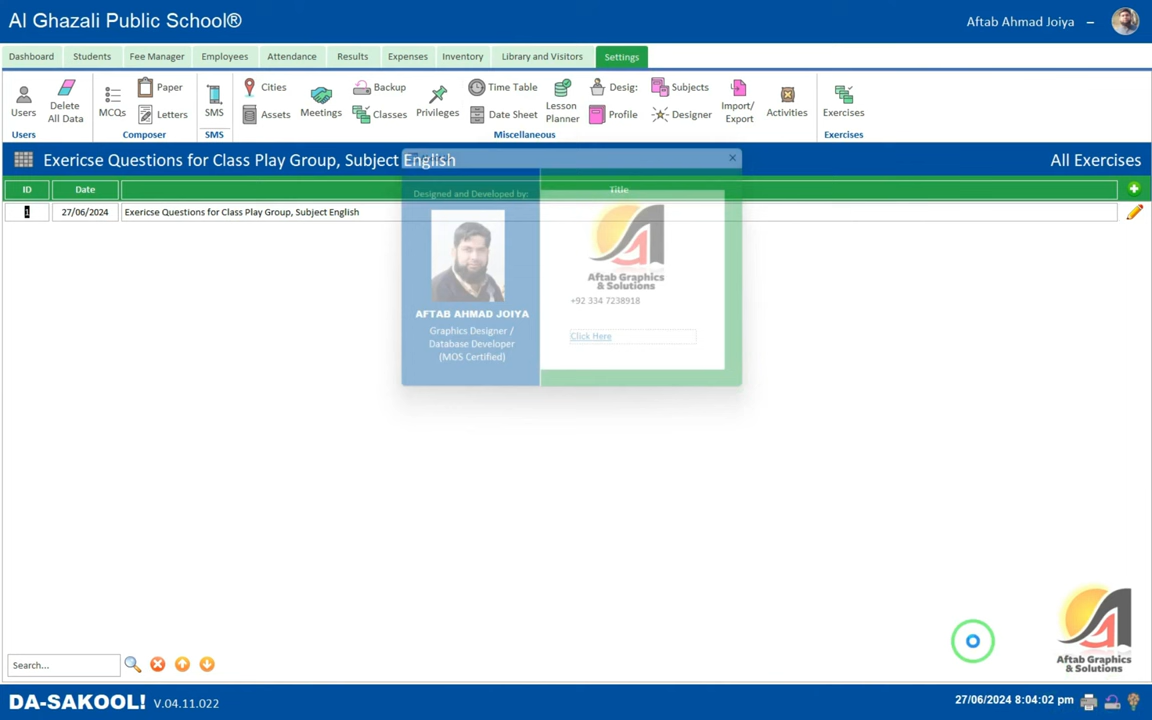 Al Ghazali Public School®
Aftab Ahmad Joiya –
Dashboard Students Fee Manager Employees Attendance Results Expenses Inventory Library and Visitors Settings
Users
Delete All Data
Users
MCQs
Paper
Letters
Composer
SMS
SMS
Cities
Assets
Meetings
Backup
Classes
Privileges
Time Table
Date Sheet
Lesson Planner
Desig:
Profile
Subjects
Designer
Import/ Export
Activities
Miscellaneous
Exercises
Exercises
Exericse Questions for Class Play Group, Subject English
All Exercises
ID Date Title
1 27/06/2024 Exericse Questions for Class Play Group, Subject English
Designed and Developed by:
AFTAB AHMAD JOIYA
Graphics Designer /
Database Developer
(MOS Certified)
Aftab Graphics
& Solutions
+92 334 7238918
Click Here
Aftab Graphics
& Solutions
Search...
DA-SAKOOL! V.04.11.022
27/06/2024 8:04:02 pm